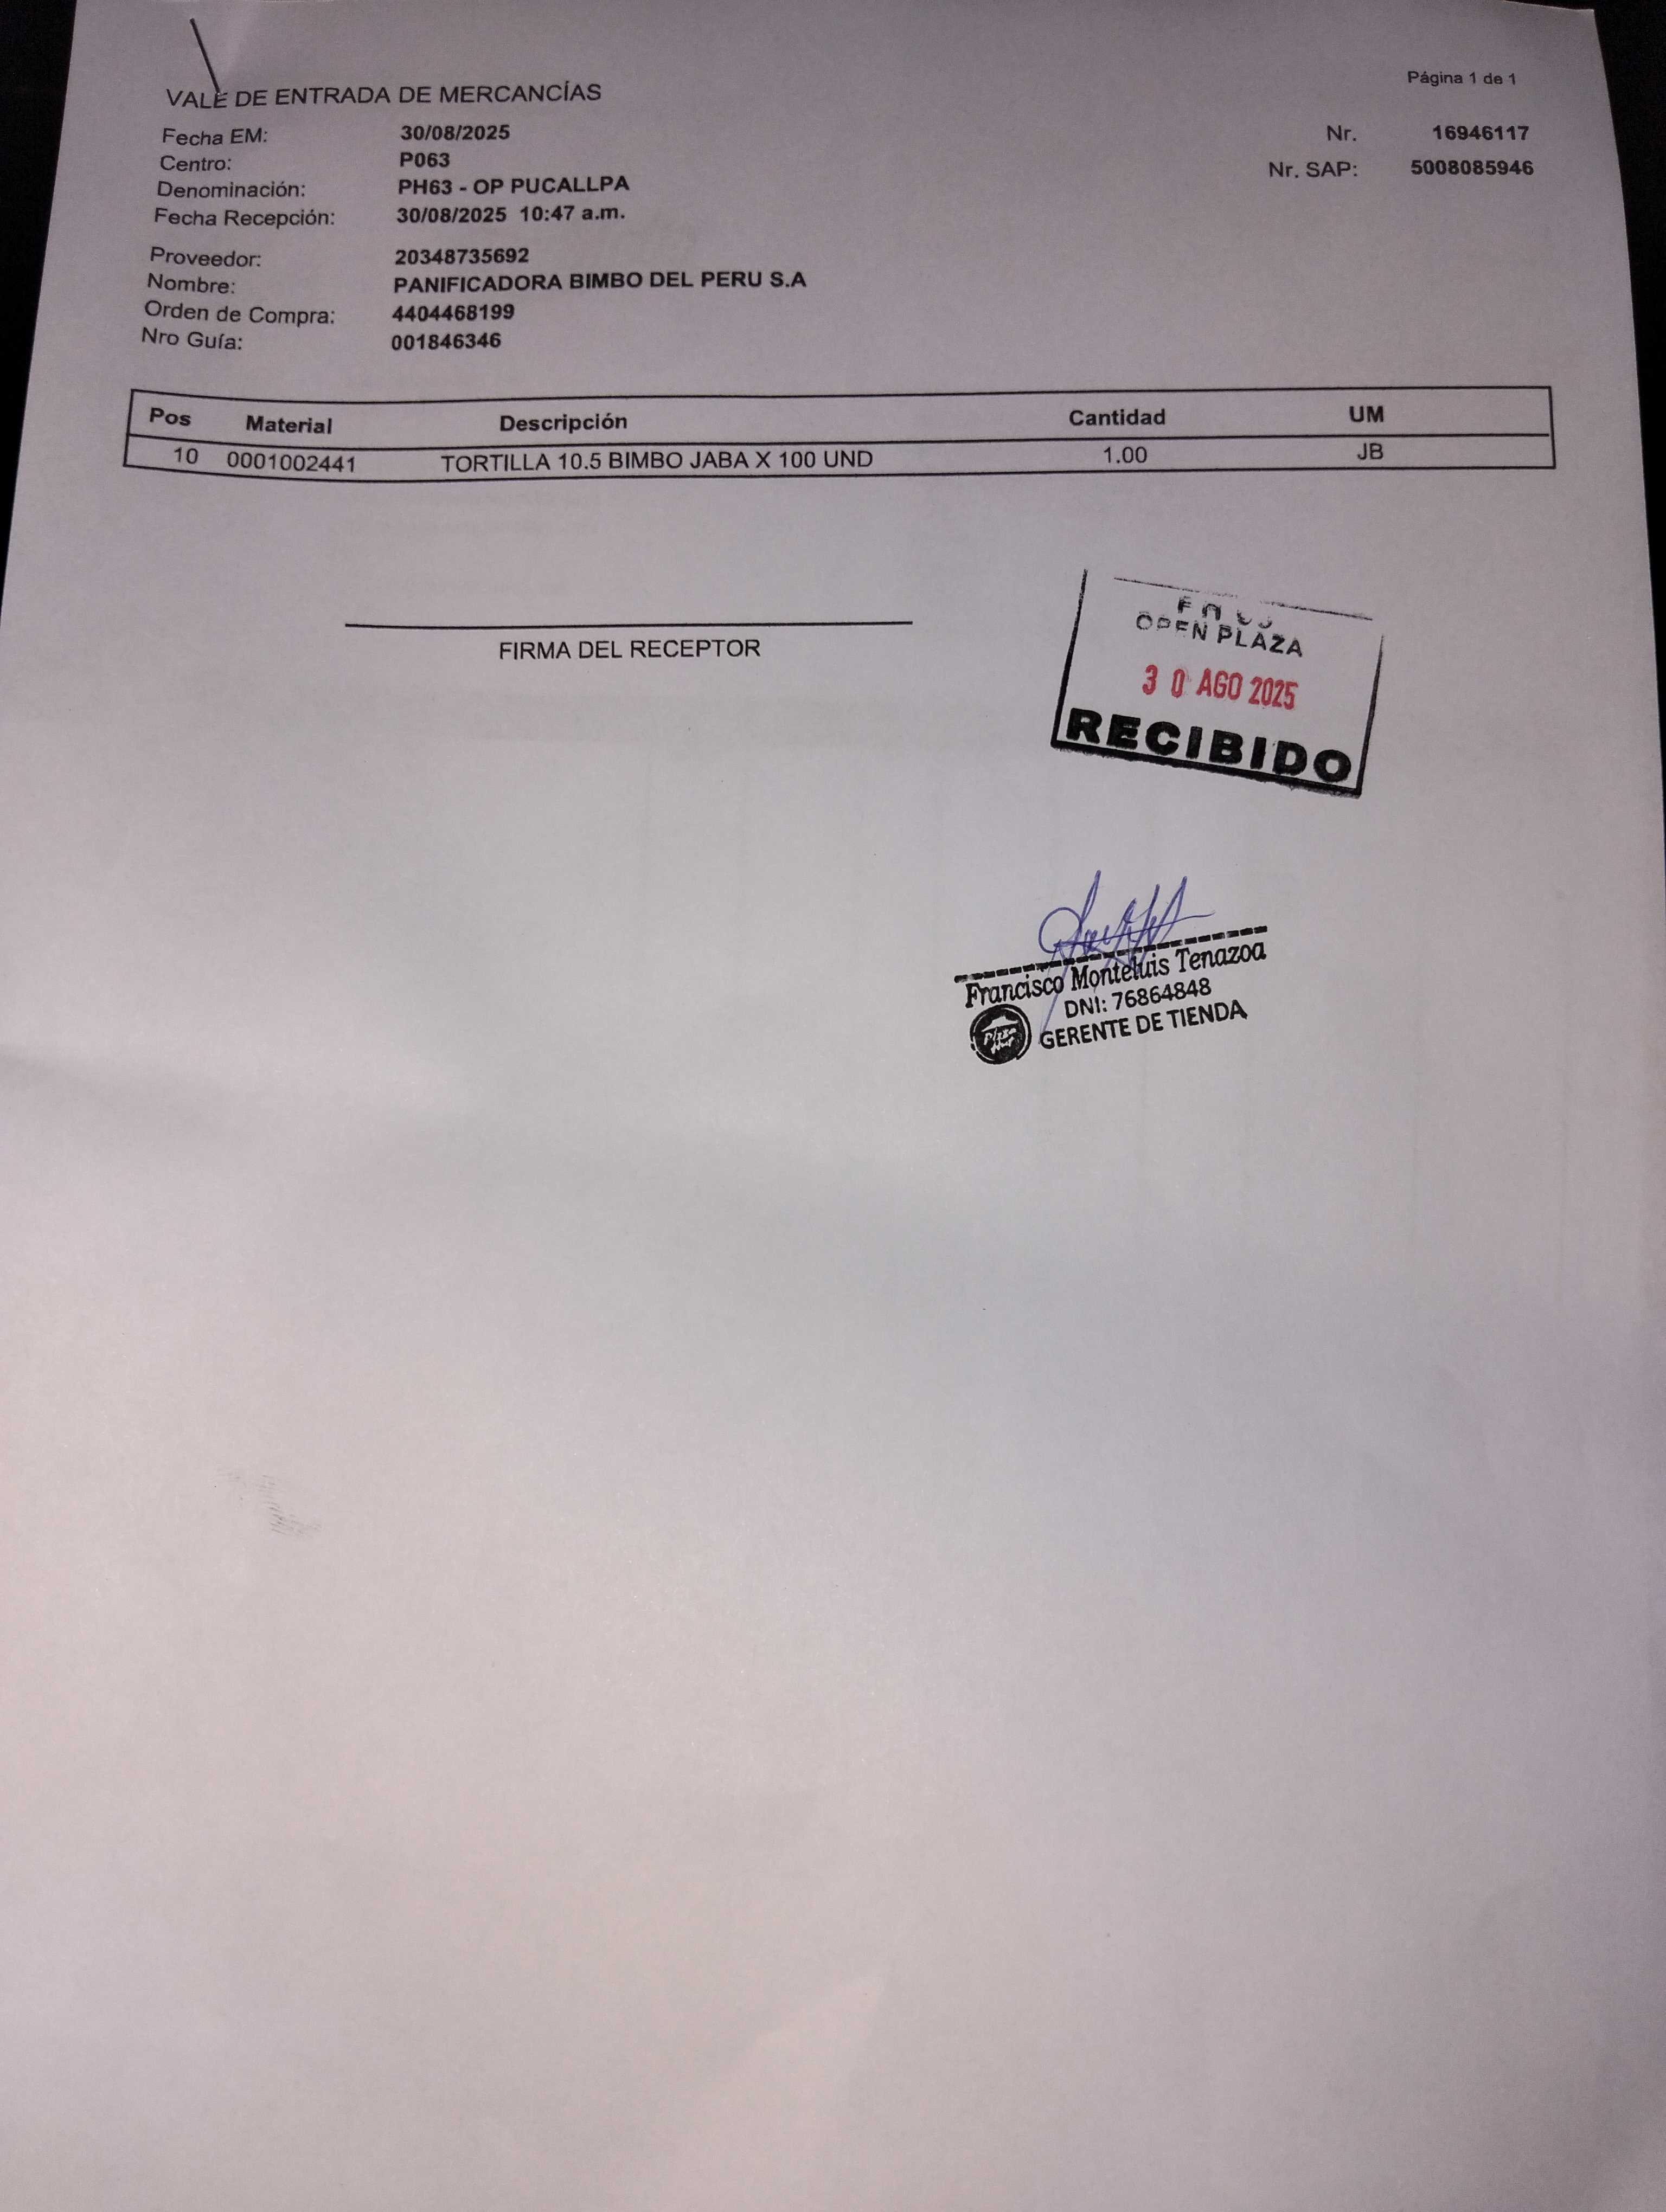 Página 1 de 1
VALE DE ENTRADA DE MERCANCÍAS
Fecha EM: 30/08/2025 Nr. 16946117
Centro: P063 Nr. SAP: 5008085946
Denominación: PH63 - OP PUCALLPA
Fecha Recepción: 30/08/2025 10:47 a.m.
Proveedor: 20348735692
Nombre: PANIFICADORA BIMBO DEL PERU S.A
Orden de Compra: 4404468199
Nro Guía: 001846346
Pos Material Descripción Cantidad UM
10 0001002441 TORTILLA 10.5 BIMBO JABA X 100 UND 1.00 JB
FIRMA DEL RECEPTOR
OPEN PLAZA
30 AGO 2025
RECIBIDO
Francisco Monteluis Tenazoa
DNI: 76864848
GERENTE DE TIENDA
Pizza Hut